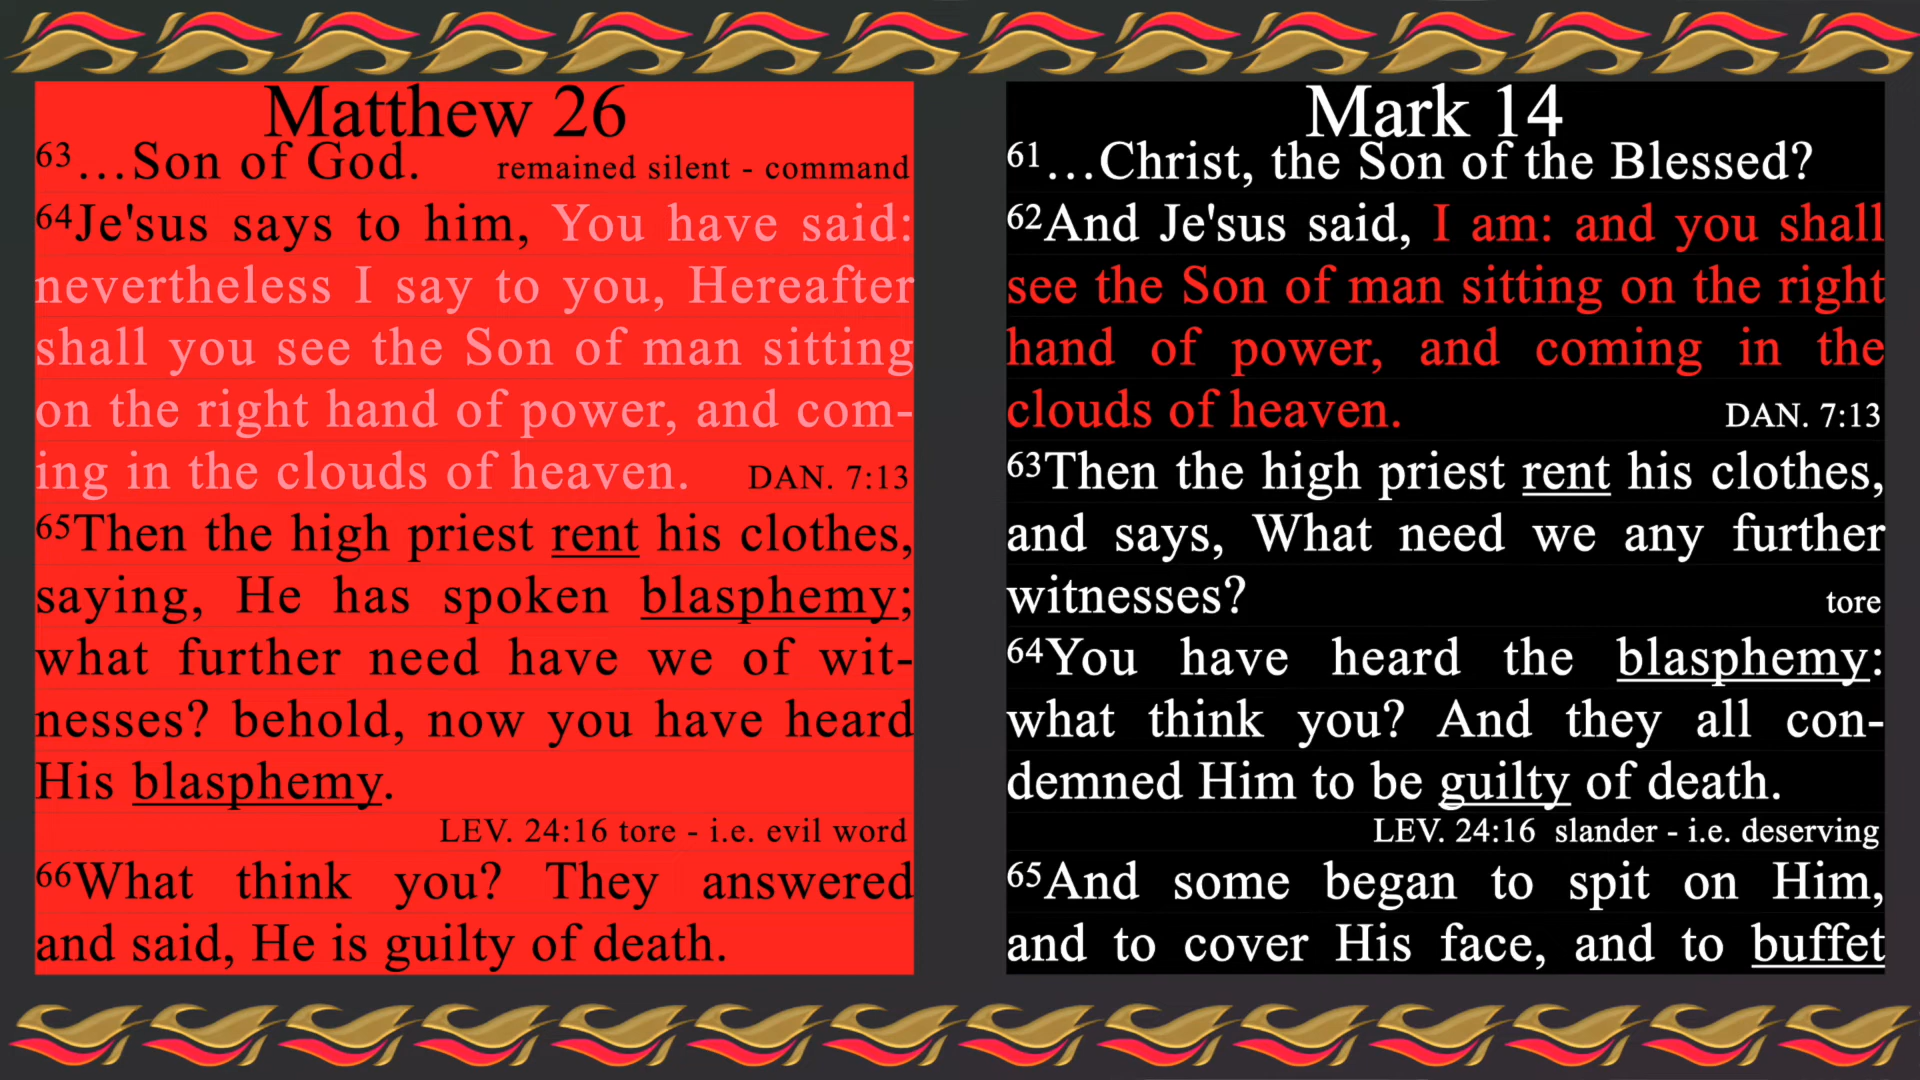 Matthew 26
63...Son of God. remained silent - command
64Je'sus says to him, You have said:
nevertheless I say to you, Hereafter
shall you see the Son of man sitting
on the right hand of power, and com-
ing in the clouds of heaven. DAN. 7:13
65Then the high priest rent his clothes,
saying, He has spoken blasphemy;
what further need have we of wit-
nesses? behold, now you have heard
His blasphemy.
LEV. 24:16 tore - i.e. evil word
66What think you? They answered
and said, He is guilty of death.
Mark 14
61...Christ, the Son of the Blessed?
62And Je'sus said, I am: and you shall
see the Son of man sitting on the right
hand of power, and coming in the
clouds of heaven. DAN. 7:13
63Then the high priest rent his clothes,
and says, What need we any further
witnesses? tore
64You have heard the blasphemy:
what think you? And they all con-
demned Him to be guilty of death.
LEV. 24:16 slander - i.e. deserving
65And some began to spit on Him,
and to cover His face, and to buffet